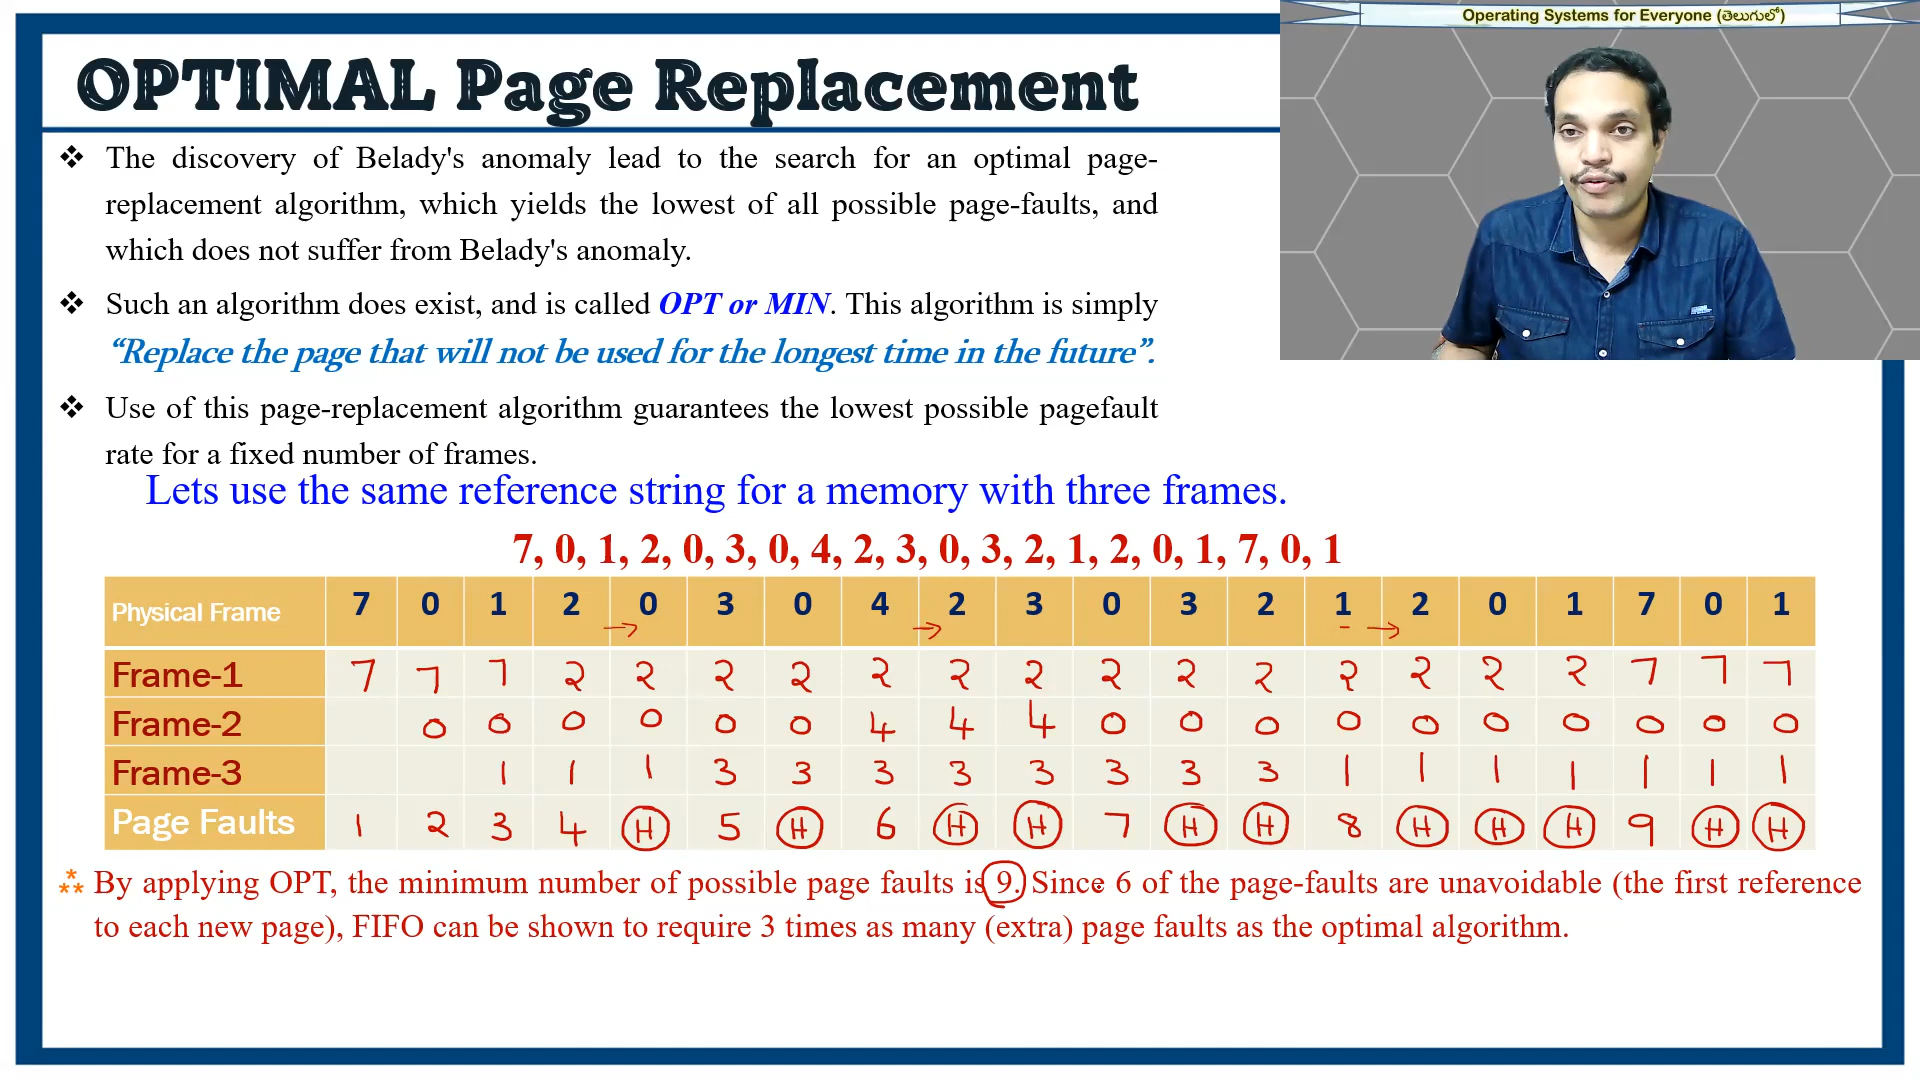 Operating Systems for Everyone (తెలుగులో)
OPTIMAL Page Replacement
❖ The discovery of Belady's anomaly lead to the search for an optimal page-
replacement algorithm, which yields the lowest of all possible page-faults, and
which does not suffer from Belady's anomaly.
❖ Such an algorithm does exist, and is called OPT or MIN. This algorithm is simply
“Replace the page that will not be used for the longest time in the future”.
❖ Use of this page-replacement algorithm guarantees the lowest possible pagefault
rate for a fixed number of frames.
Lets use the same reference string for a memory with three frames.
7, 0, 1, 2, 0, 3, 0, 4, 2, 3, 0, 3, 2, 1, 2, 0, 1, 7, 0, 1
Physical Frame 7 0 1 2 0 3 0 4 2 3 0 3 2 1 2 0 1 7 0 1
Frame-1 7 7 7 2 2 2 2 2 2 2 2 2 2 2 2 2 2 7 7 7
Frame-2 0 0 0 0 0 0 4 4 4 0 0 0 0 0 0 0 0 0 0
Frame-3 1 1 1 3 3 3 3 3 3 3 3 1 1 1 1 1 1 1
Page Faults 1 2 3 4 H 5 H 6 H H 7 H H 8 H H H 9 H H
By applying OPT, the minimum number of possible page faults is 9. Since 6 of the page-faults are unavoidable (the first reference
to each new page), FIFO can be shown to require 3 times as many (extra) page faults as the optimal algorithm.